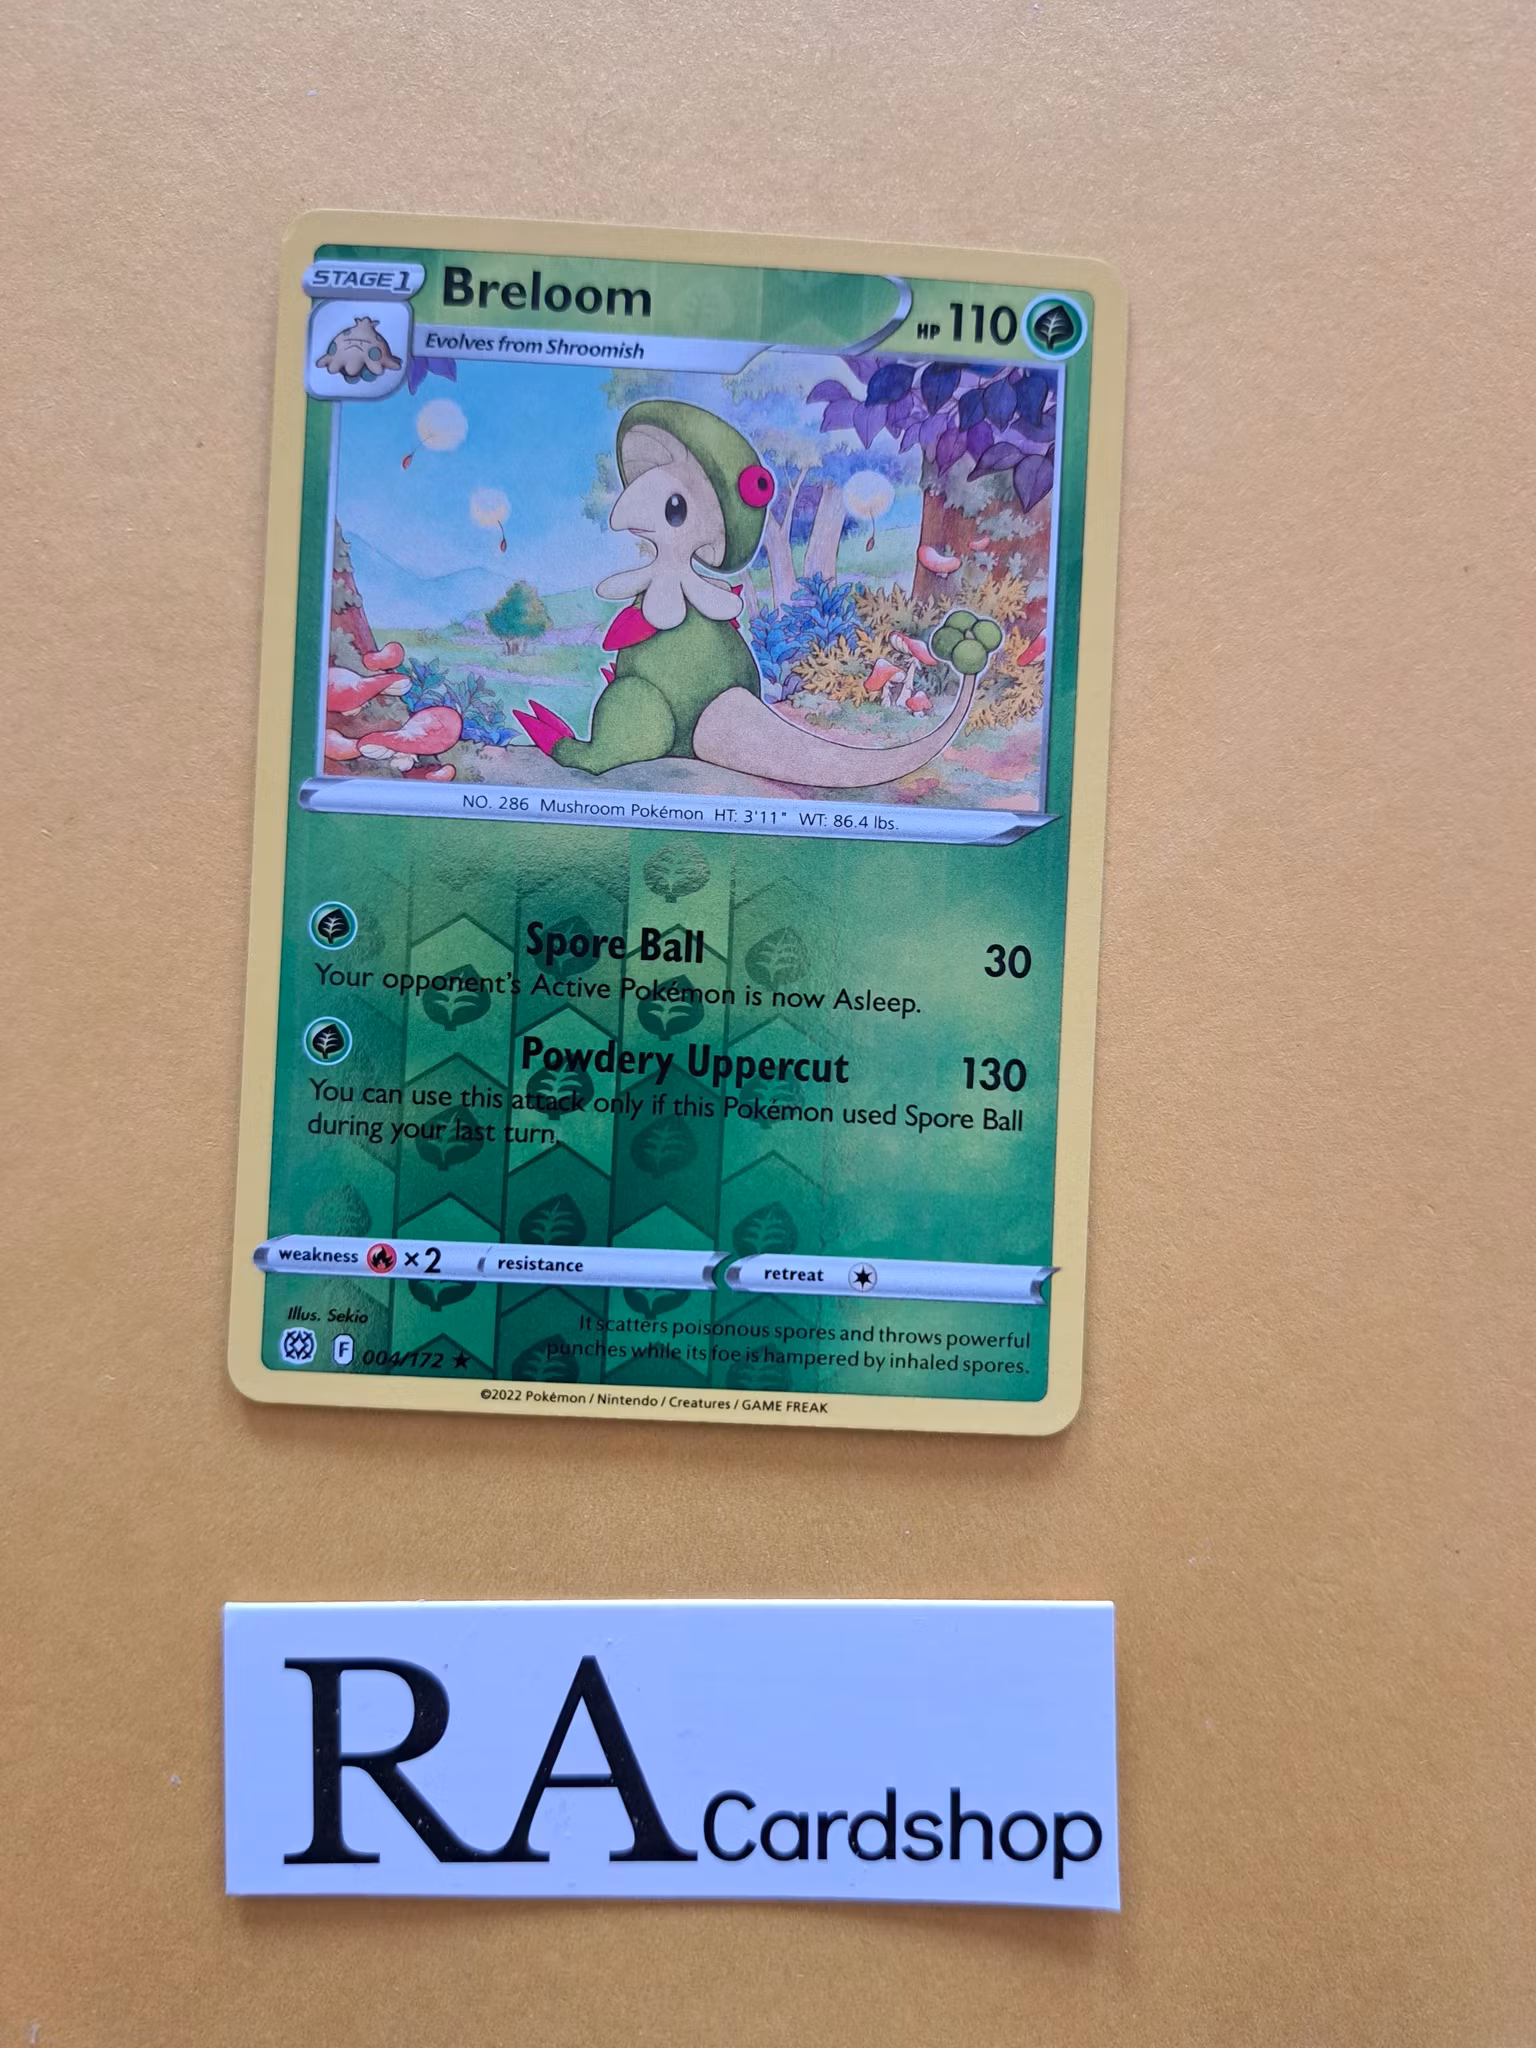 STAGE 1
Breloom
HP 110
Evolves from Shroomish
NO. 286 Mushroom Pokémon HT: 3'11" WT: 86.4 lbs.
Spore Ball 30
Your opponent's Active Pokémon is now Asleep.
Powdery Uppercut 130
You can use this attack only if this Pokémon used Spore Ball
during your last turn.
weakness ×2 resistance retreat
Illus. Sekio
It scatters poisonous spores and throws powerful
punches while its foe is hampered by inhaled spores.
F 004/172 ★
©2022 Pokémon / Nintendo / Creatures / GAME FREAK
RA Cardshop